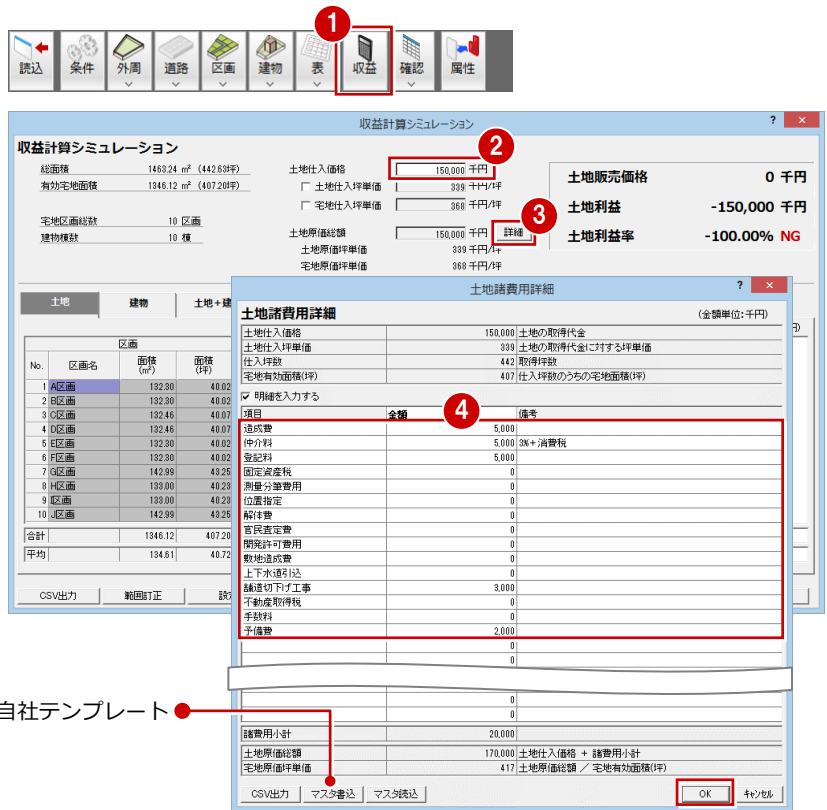 1
読込 条件 外周 道路 区画 建物 表 収益 確認 属性
収益計算シミュレーション ? ×
収益計算シミュレーション
総面積 1463.24 m² (442.63坪)
有効宅地面積 1346.12 m² (407.20坪)
宅地区画総数 10 区画
建物棟数 10 棟
2
土地仕入価格 150,000 千円
土地仕入坪単価 339 千円/坪
宅地仕入坪単価 368 千円/坪
3
土地原価総額 150,000 千円 詳細
土地原価坪単価 339 千円/坪
宅地原価坪単価 368 千円/坪
土地販売価格 0 千円
土地利益 -150,000 千円
土地利益率 -100.00% NG
土地 建物 土地+建
区画
No. 区画名 面積(m²) 面積(坪)
1 A区画 132.30 40.02
2 B区画 132.30 40.02
3 C区画 132.46 40.07
4 D区画 132.46 40.07
5 E区画 132.30 40.02
6 F区画 132.30 40.02
7 G区画 142.99 43.25
8 H区画 133.00 40.23
9 I区画 133.00 40.23
10 J区画 142.99 43.25
合計 1346.12 407.20
平均 134.61 40.72
CSV出力 範囲訂正
土地諸費用詳細 ? ×
土地諸費用詳細 (金額単位:千円)
土地仕入価格 150,000 土地の取得代金
土地仕入坪単価 339 土地の取得代金に対する坪単価
仕入坪数 442 取得坪数
宅地有効面積(坪) 407 仕入坪数のうちの宅地面積(坪)
明細を入力する
4
項目 金額 備考
造成費 5,000
仲介料 5,000 3%+消費税
登記料 5,000
固定資産税 0
測量分筆費用 0
位置指定 0
解体費 0
官民査定費 0
開発許可費用 0
敷地造成費 0
上下水道引込 0
舗道切下げ工事 3,000
不動産取得税 0
手数料 0
予備費 2,000
0
0
0
0
諸費用小計 20,000
土地原価総額 170,000 土地仕入価格 + 諸費用小計
宅地原価坪単価 417 土地原価総額 / 宅地有効面積(坪)
CSV出力 マスタ書込 マスタ読込 OK キャンセル
自社テンプレート